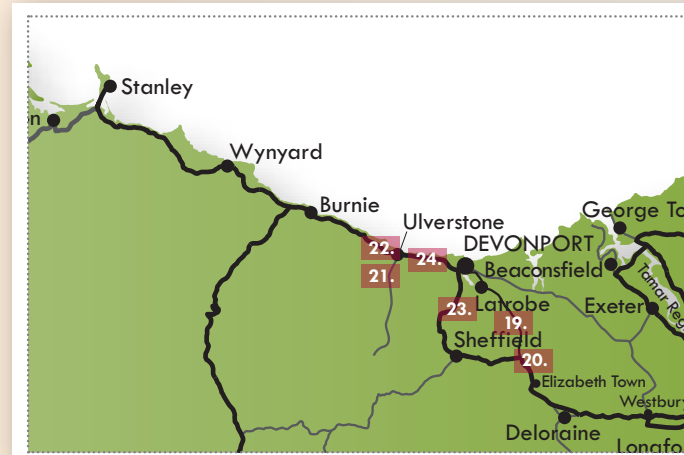 Stanley
n
Wynyard
Burnie
Ulverstone
George To
22.
24.
DEVONPORT
21.
Beaconsfield
Tamar Reg
Latrobe
Exeter
23.
19.
Sheffield
20.
Elizabeth Town
Westbury
Deloraine
Longfo